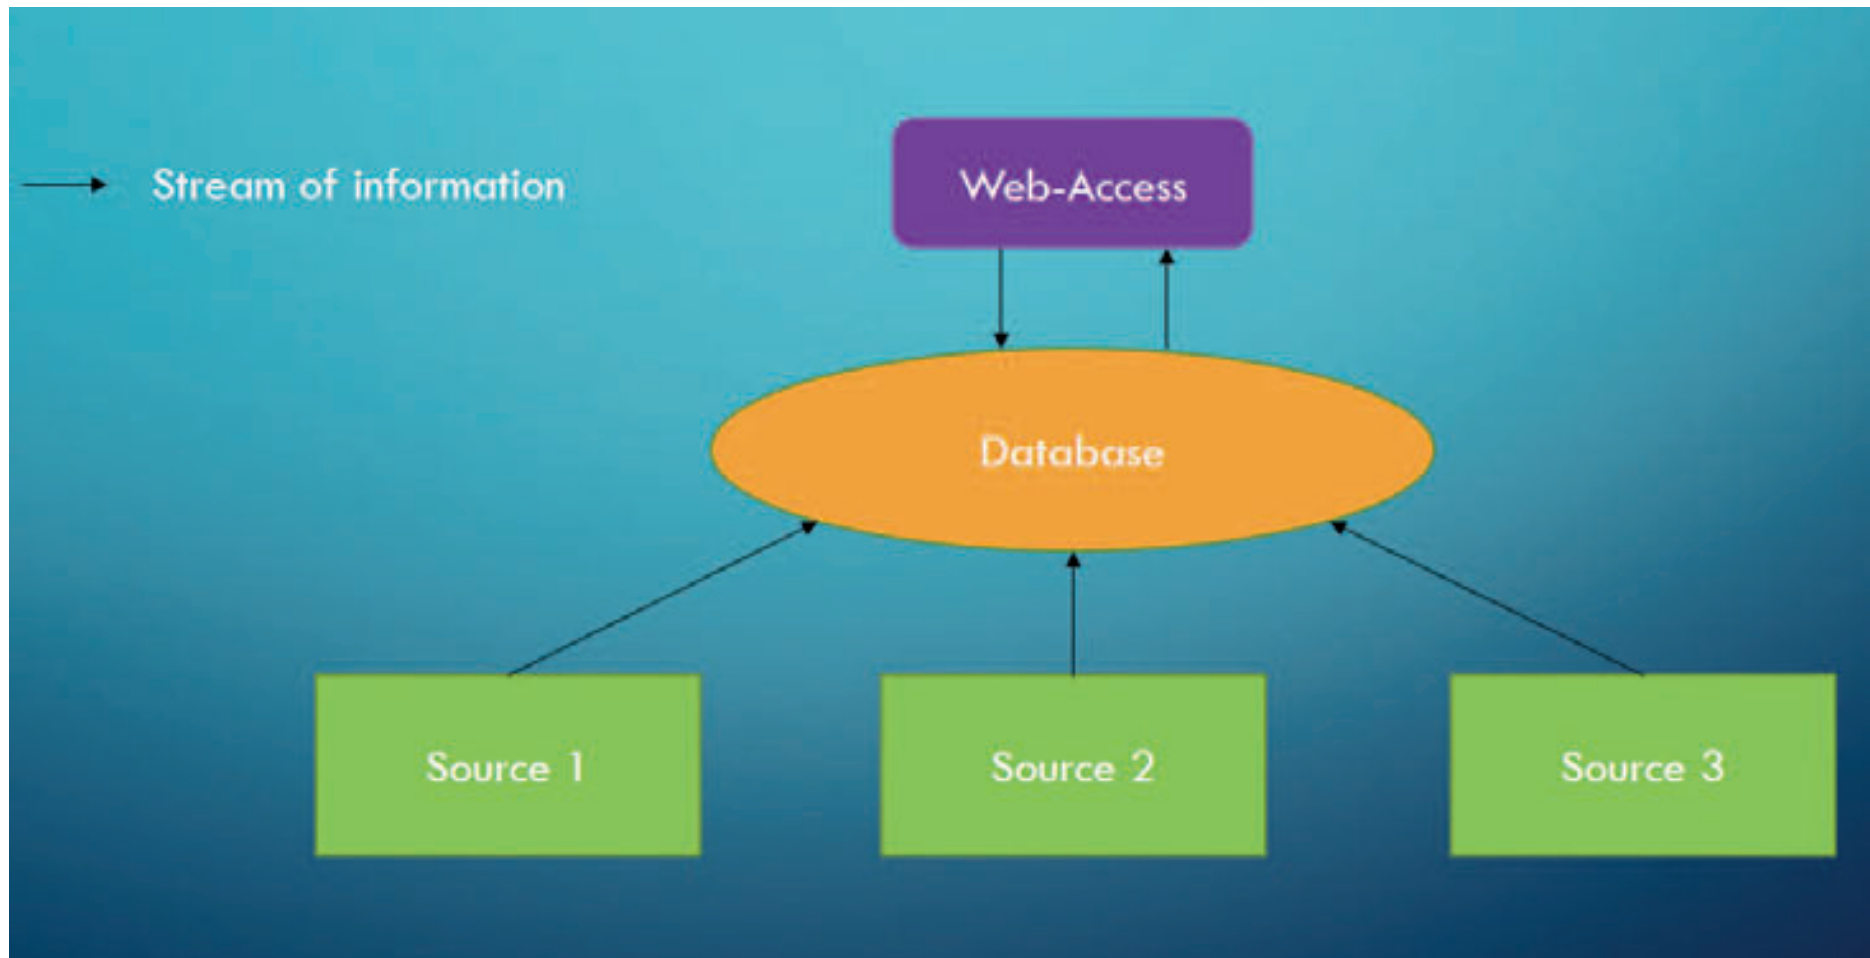 Stream of information
Web-Access
Database
Source 1
Source 2
Source 3